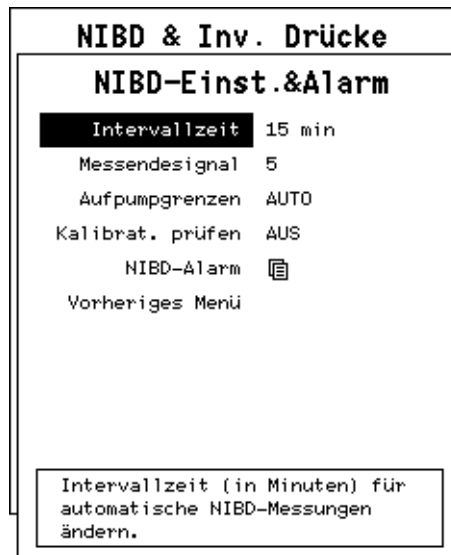 NIBD & Inv. Drücke
NIBD-Einst.&Alarm
Intervallzeit 15 min
Messendesignal 5
Aufpumpgrenzen AUTO
Kalibrat. prüfen AUS
NIBD-Alarm
Vorheriges Menü
Intervallzeit (in Minuten) für
automatische NIBD-Messungen
ändern.